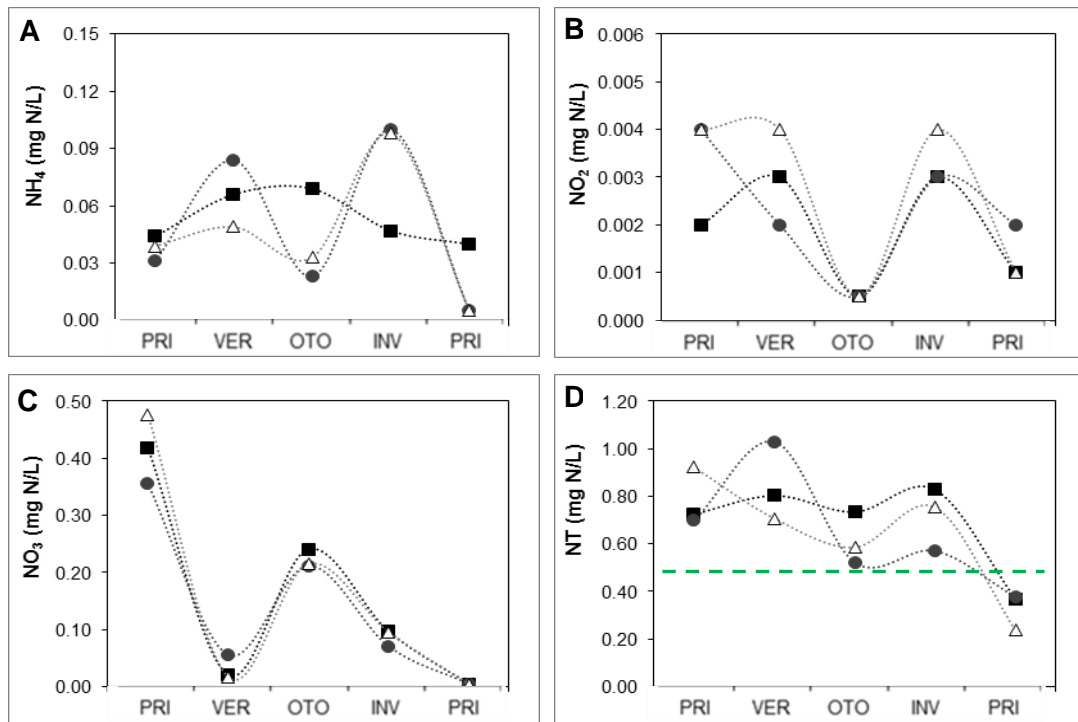 A
NH₄ (mg N/L)
0.15
0.12
0.09
0.06
0.03
0.00
PRI VER OTO INV PRI
B
NO₂ (mg N/L)
0.006
0.005
0.004
0.003
0.002
0.001
0.000
PRI VER OTO INV PRI
C
NO₃ (mg N/L)
0.50
0.40
0.30
0.20
0.10
0.00
PRI VER OTO INV PRI
D
NT (mg N/L)
1.20
1.00
0.80
0.60
0.40
0.20
0.00
PRI VER OTO INV PRI